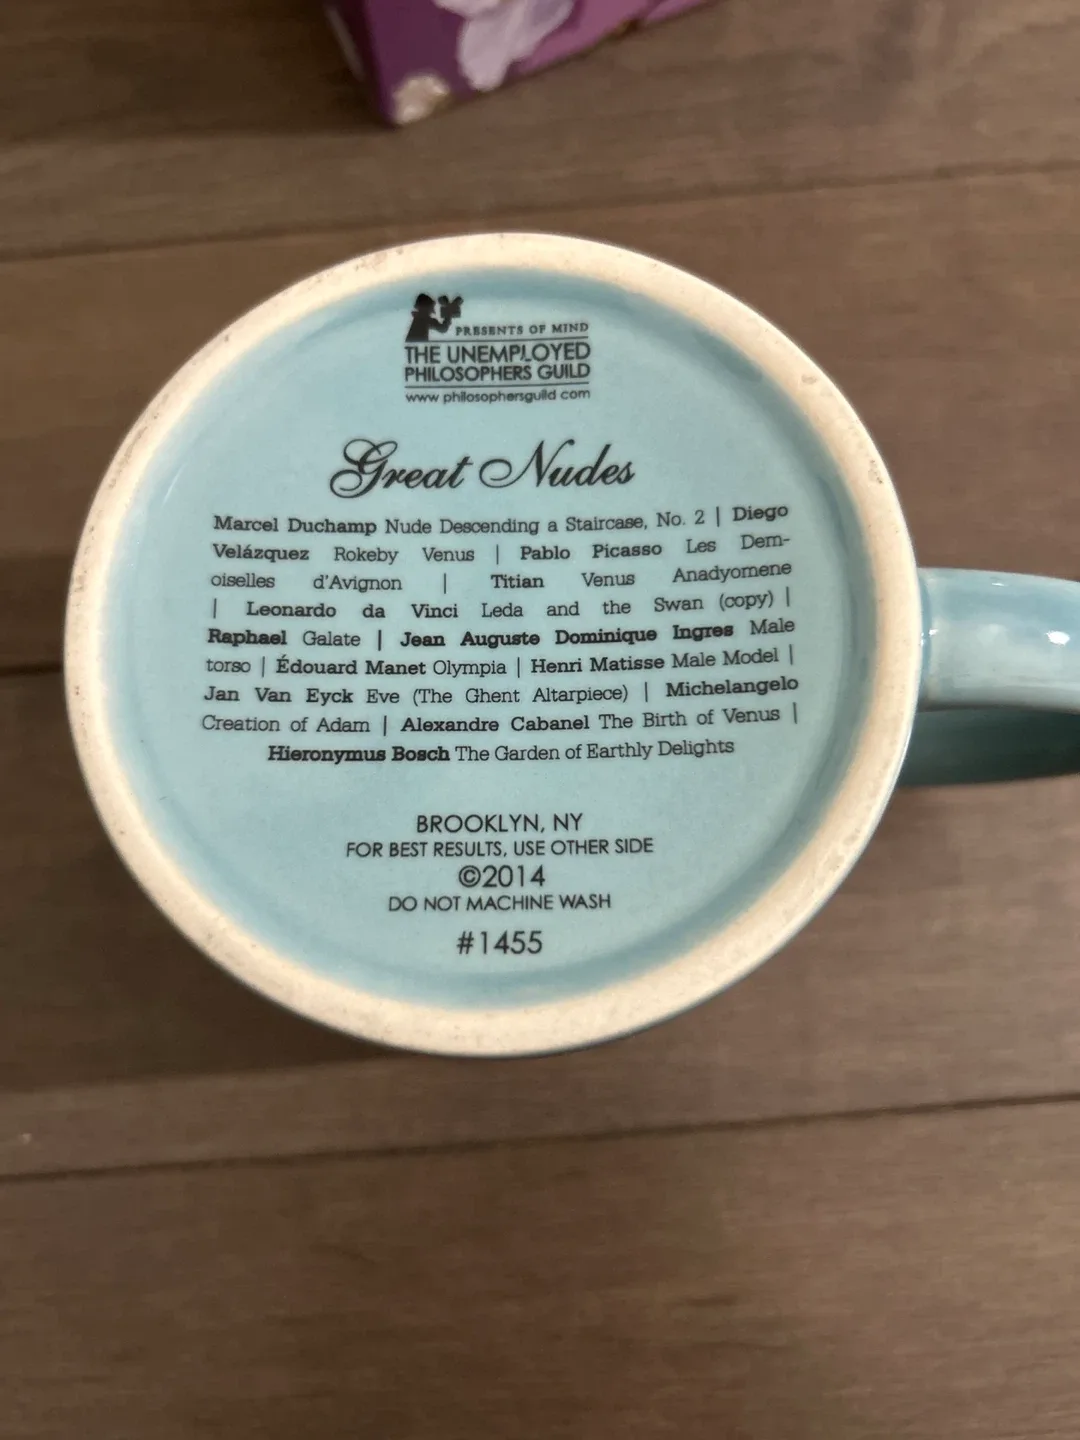 PRESENTS OF MIND
THE UNEMPLOYED
PHILOSOPHERS GUILD
www.philosophersguild.com
Great Nudes
Marcel Duchamp Nude Descending a Staircase, No. 2 | Diego
Velázquez Rokeby Venus | Pablo Picasso Les Dem-
oiselles d'Avignon | Titian Venus Anadyomene
| Leonardo da Vinci Leda and the Swan (copy) |
Raphael Galate | Jean Auguste Dominique Ingres Male
torso | Édouard Manet Olympia | Henri Matisse Male Model |
Jan Van Eyck Eve (The Ghent Altarpiece) | Michelangelo
Creation of Adam | Alexandre Cabanel The Birth of Venus |
Hieronymus Bosch The Garden of Earthly Delights
BROOKLYN, NY
FOR BEST RESULTS, USE OTHER SIDE
©2014
DO NOT MACHINE WASH
#1455